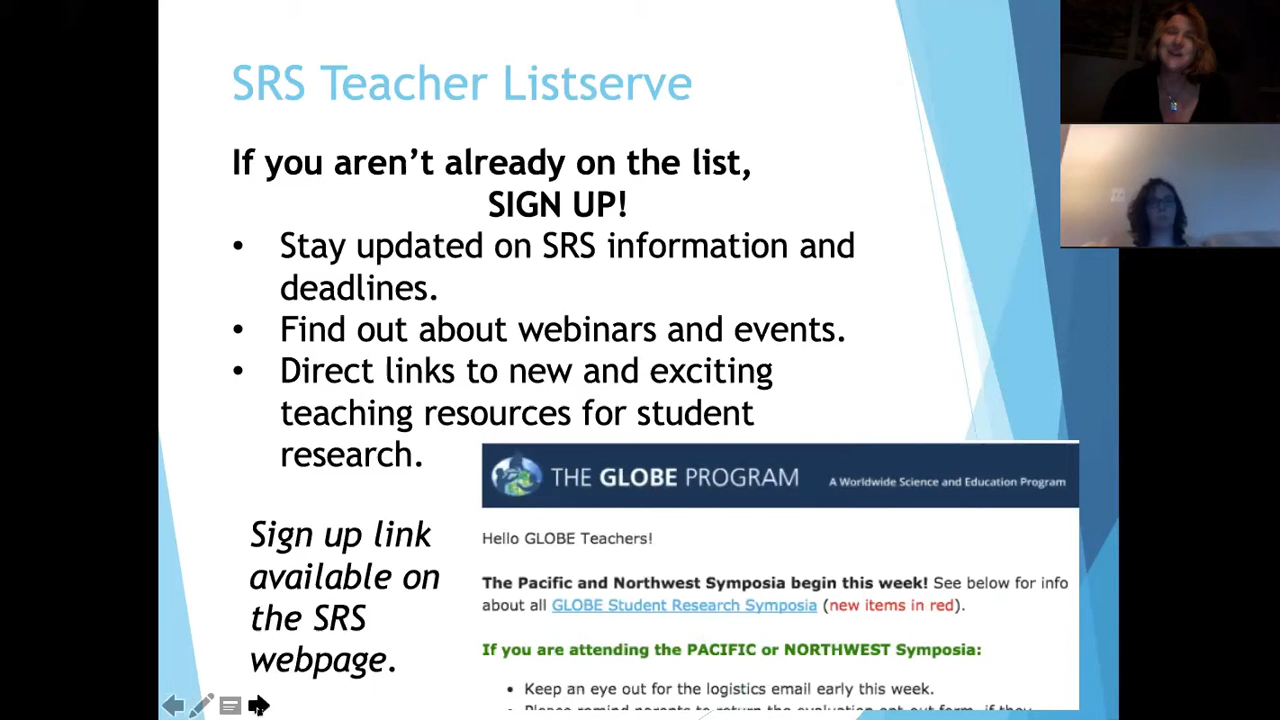 SRS Teacher Listserve
If you aren't already on the list,
SIGN UP!
• Stay updated on SRS information and
deadlines.
• Find out about webinars and events.
• Direct links to new and exciting
teaching resources for student
research.
THE GLOBE PROGRAM
A Worldwide Science and Education Program
Hello GLOBE Teachers!
The Pacific and Northwest Symposia begin this week! See below for info
about all GLOBE Student Research Symposia (new items in red).
If you are attending the PACIFIC or NORTHWEST Symposia:
• Keep an eye out for the logistics email early this week.
• Please remind parents to return the evaluation opt-out form, if they
Sign up link
available on
the SRS
webpage.